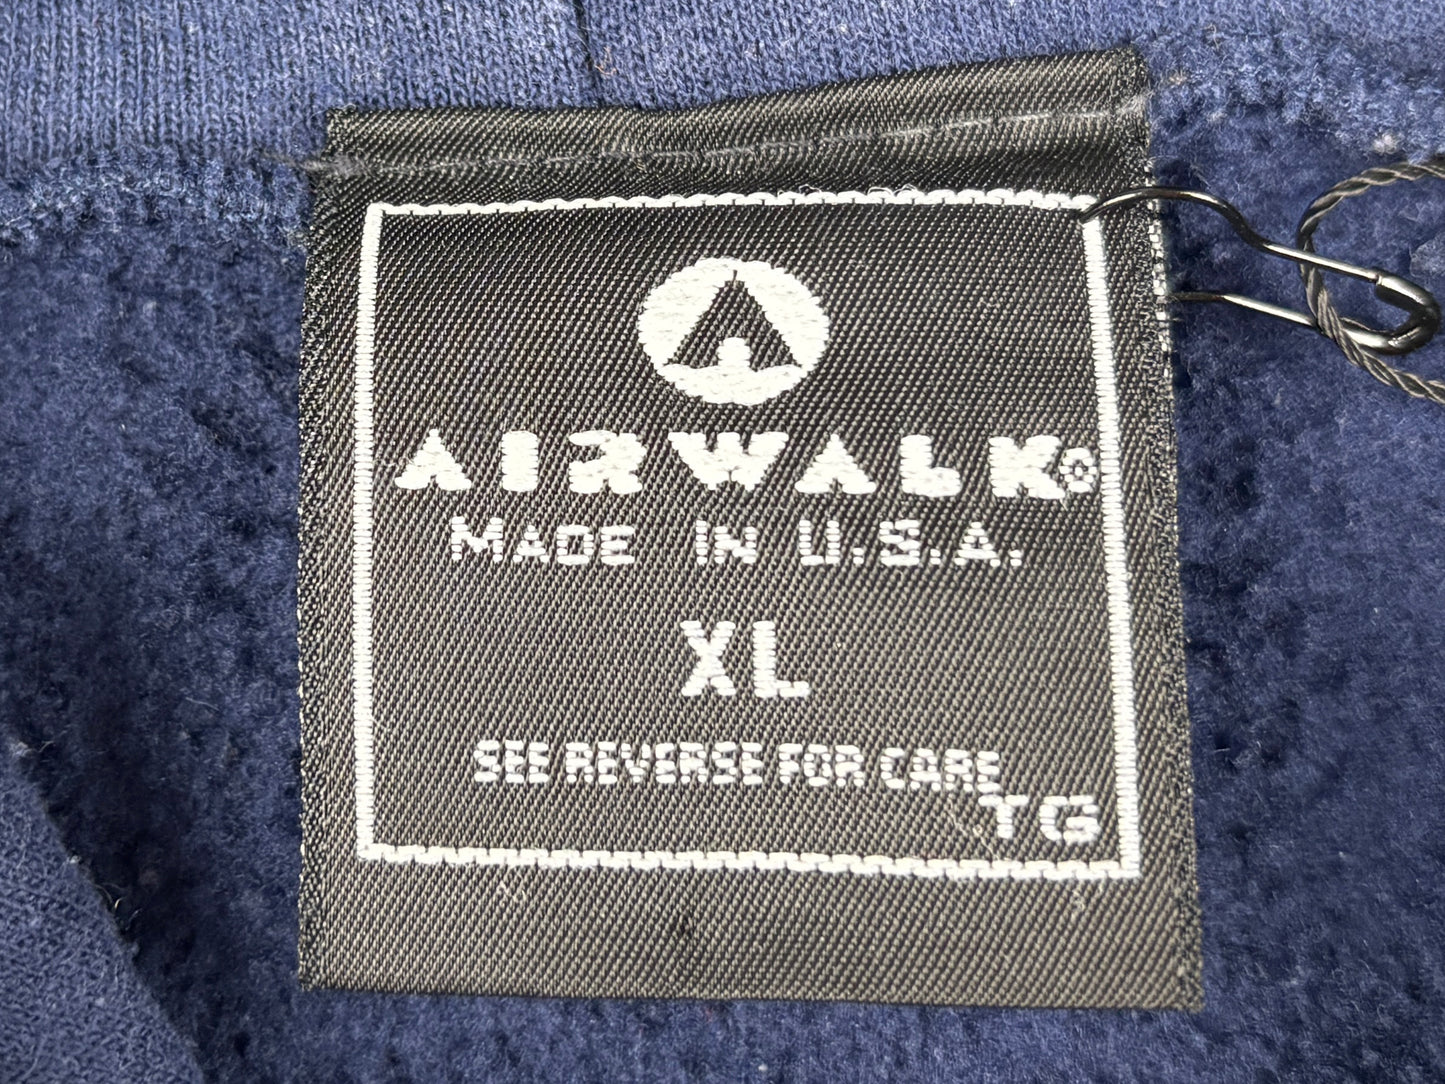 AIRWALK®
MADE IN U.S.A.
XL
SEE REVERSE FOR CARE
TG